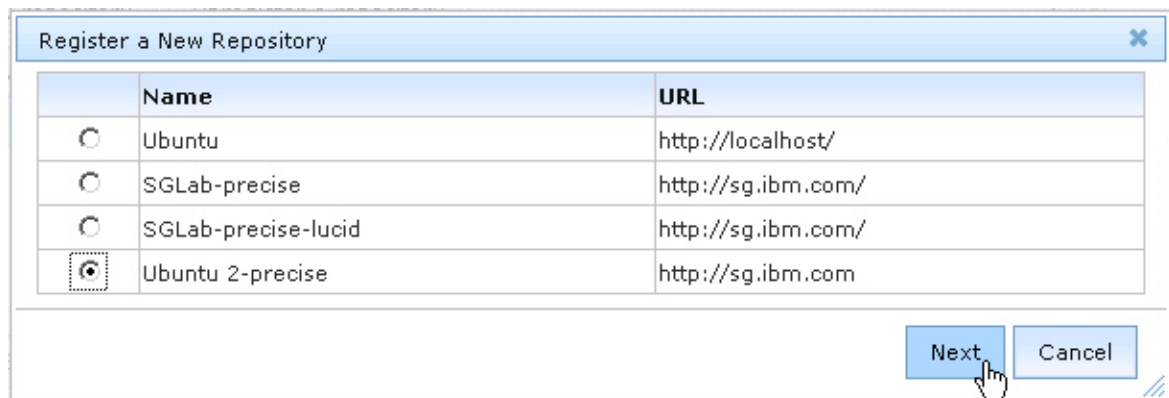 Register a New Repository
Name URL
Ubuntu http://localhost/
SGLab-precise http://sg.ibm.com/
SGLab-precise-lucid http://sg.ibm.com/
Ubuntu 2-precise http://sg.ibm.com
Next Cancel